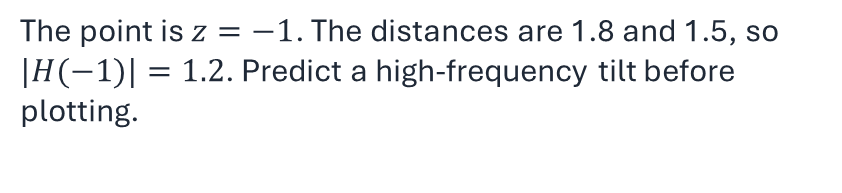 The point is z = −1. The distances are 1.8 and 1.5, so
|H(−1)| = 1.2. Predict a high-frequency tilt before
plotting.